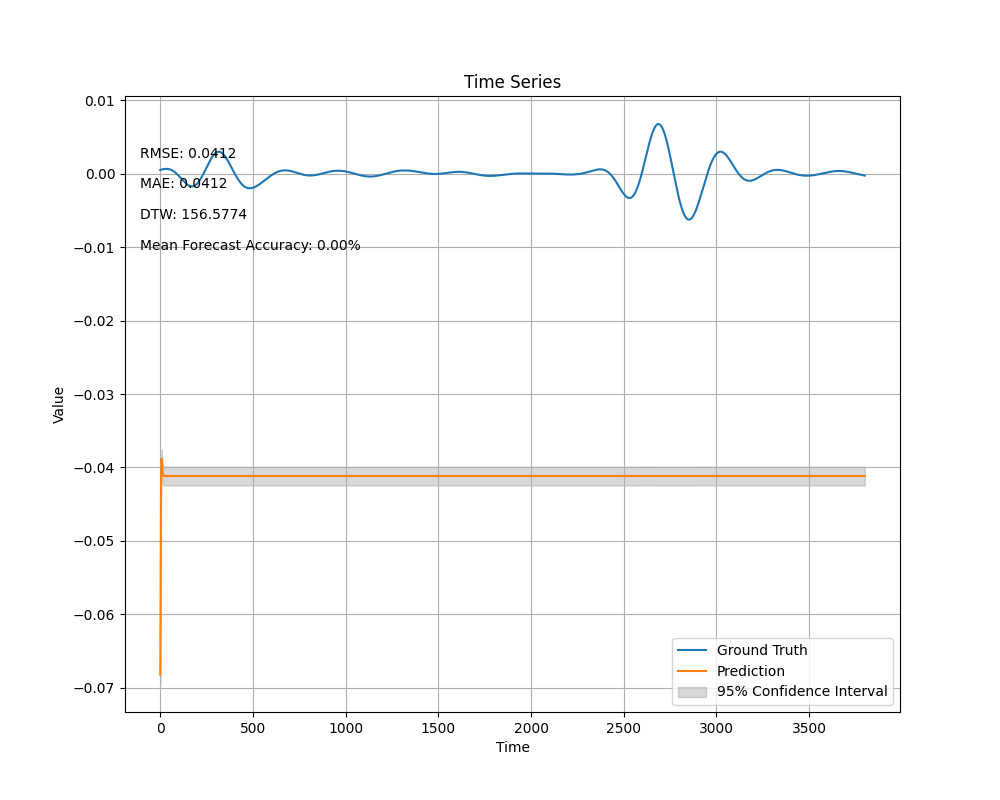 Time Series
0.01
0.00
−0.01
−0.02
−0.03
−0.04
−0.05
−0.06
−0.07
Value
RMSE: 0.0412
MAE: 0.0412
DTW: 156.5774
Mean Forecast Accuracy: 0.00%
Ground Truth
Prediction
95% Confidence Interval
0 500 1000 1500 2000 2500 3000 3500
Time